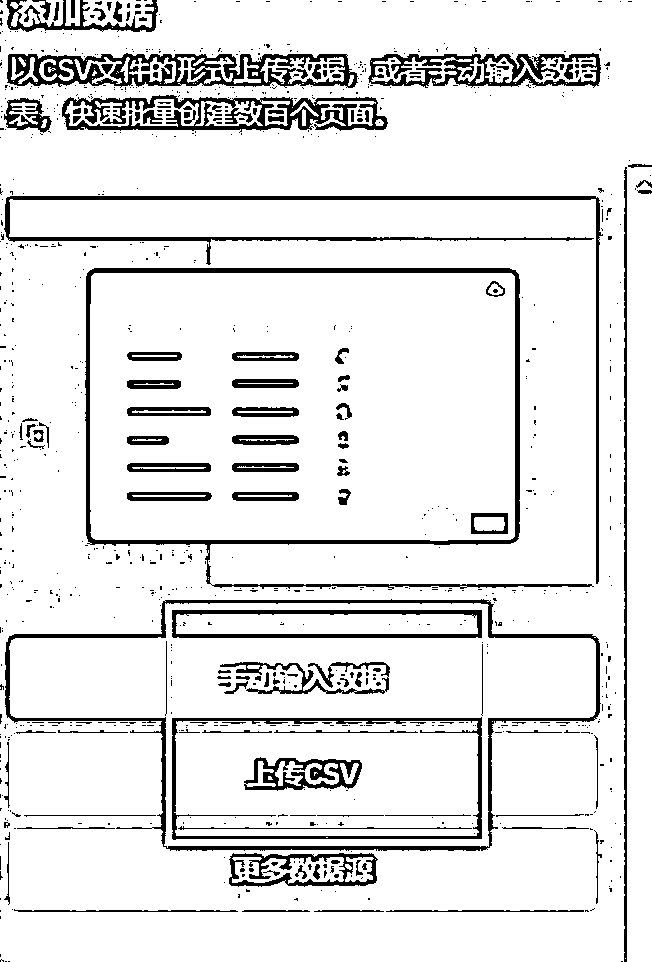 添加数据
以CSV文件的形式上传数据，或者手动输入数据
表，快速批量创建数百个页面。
手动输入数据
上传CSV
更多数据源